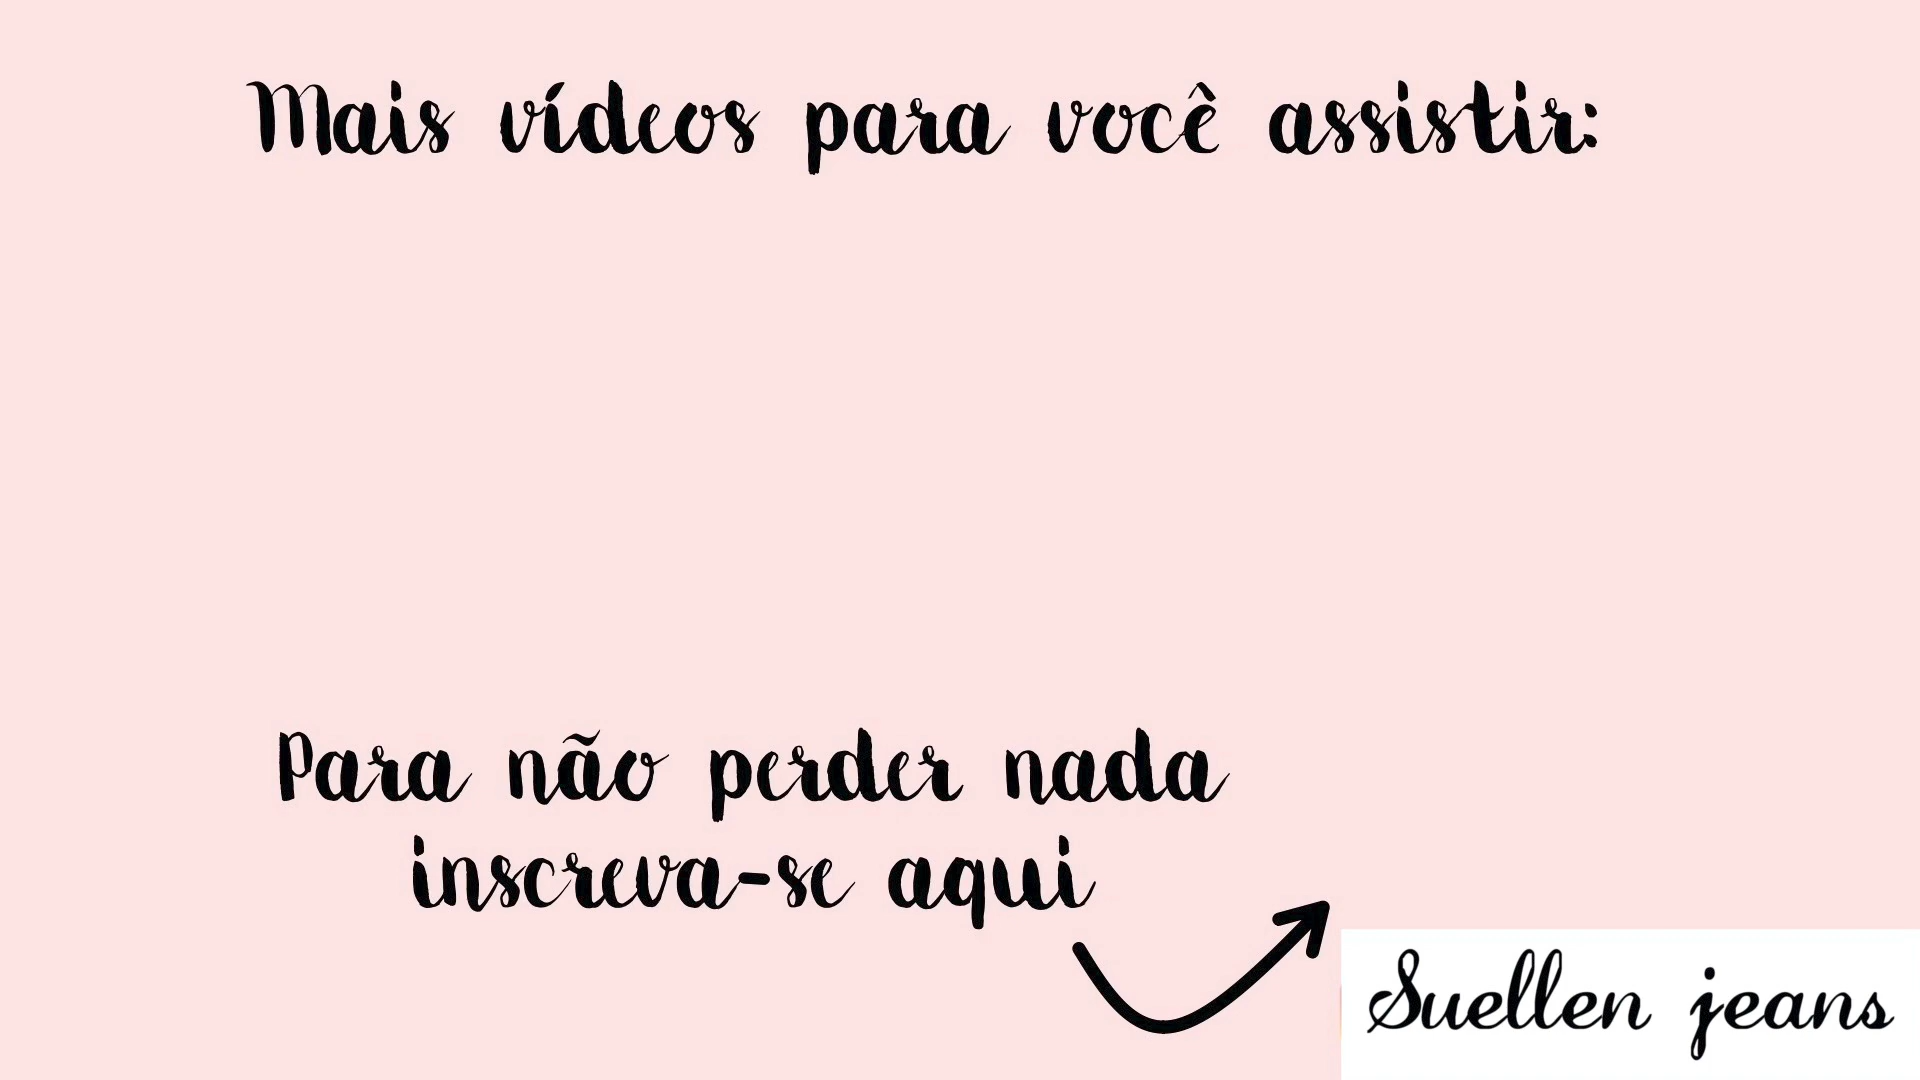 Mais vídeos para você assistir:
Para não perder nada
inscreva-se aqui
Suellen jeans